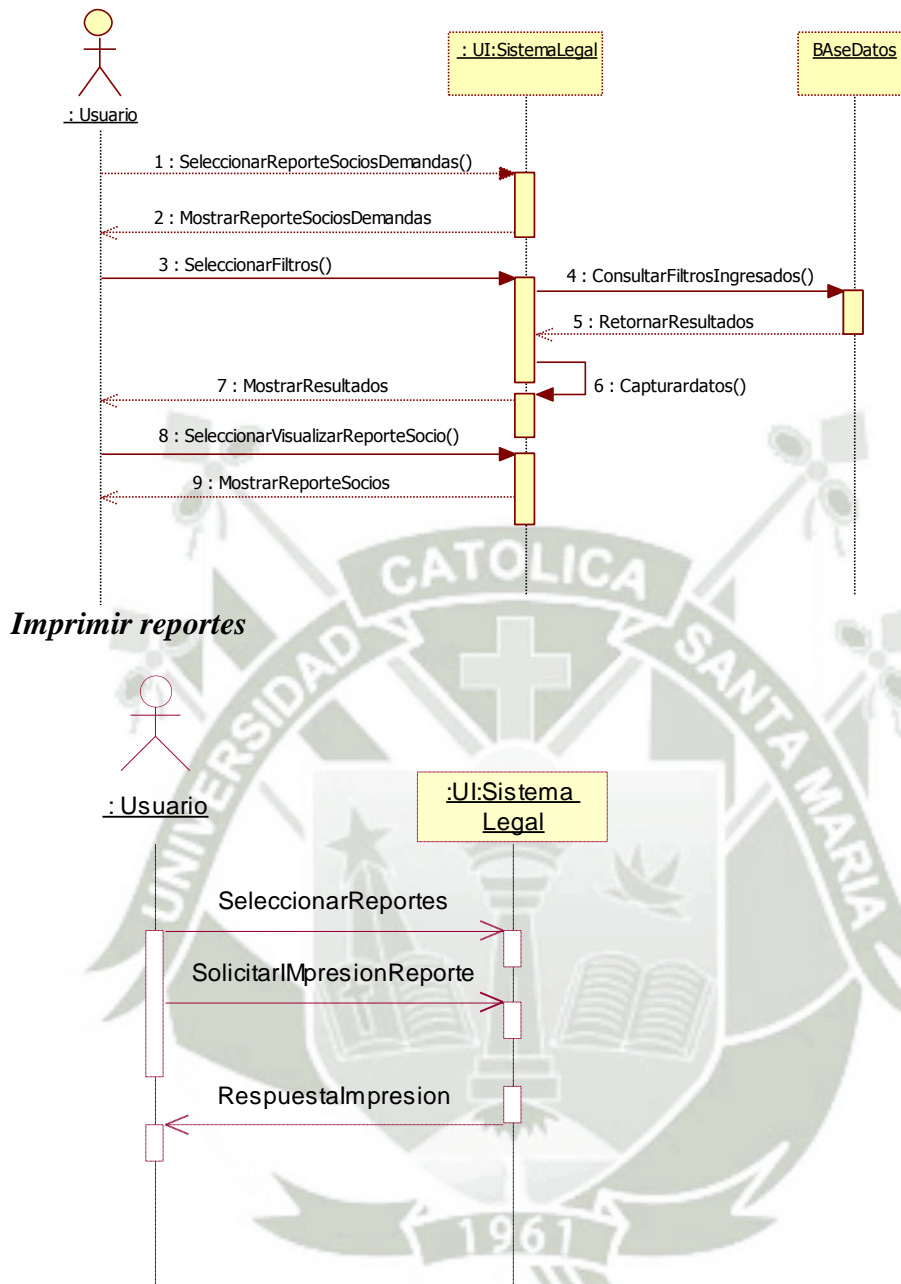 : UI:SistemaLegal
BAseDatos
: Usuario
1 : SeleccionarReporteSociosDemandas()
2 : MostrarReporteSociosDemandas
3 : SeleccionarFiltros()
4 : ConsultarFiltrosIngresados()
5 : RetornarResultados
6 : Capturardatos()
7 : MostrarResultados
8 : SeleccionarVisualizarReporteSocio()
9 : MostrarReporteSocios
Imprimir reportes
: Usuario
:UI:Sistema
Legal
SeleccionarReportes
SolicitarIMpresionReporte
RespuestaImpresion
UNIVERSIDAD CATOLICA SANTA MARIA
1961